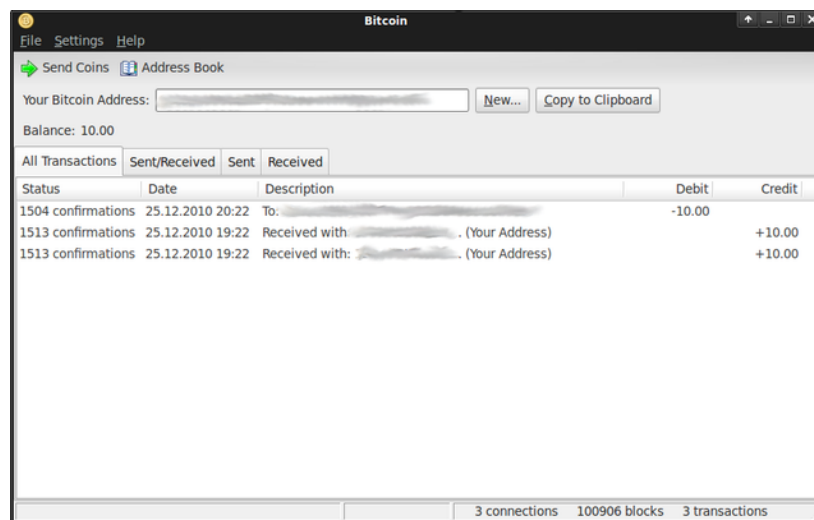 Bitcoin
File Settings Help
Send Coins Address Book
Your Bitcoin Address: New... Copy to Clipboard
Balance: 10.00
All Transactions Sent/Received Sent Received
Status Date Description Debit Credit
1504 confirmations 25.12.2010 20:22 To: -10.00
1513 confirmations 25.12.2010 19:22 Received with . (Your Address) +10.00
1513 confirmations 25.12.2010 19:22 Received with: . (Your Address) +10.00
3 connections 100906 blocks 3 transactions